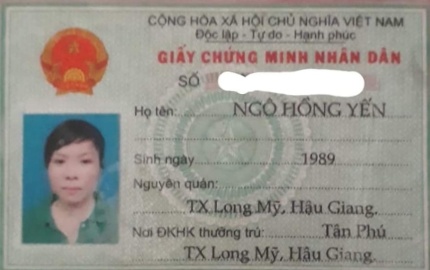 CỘNG HÒA XÃ HỘI CHỦ NGHĨA VIỆT NAM
Độc lập - Tự do - Hạnh phúc
GIẤY CHỨNG MINH NHÂN DÂN
SỐ
Họ tên: NGÔ HỒNG YẾN
Sinh ngày 1989
Nguyên quán:
TX Long Mỹ, Hậu Giang.
Nơi ĐKHK thường trú: Tân Phú
TX Long Mỹ, Hậu Giang.